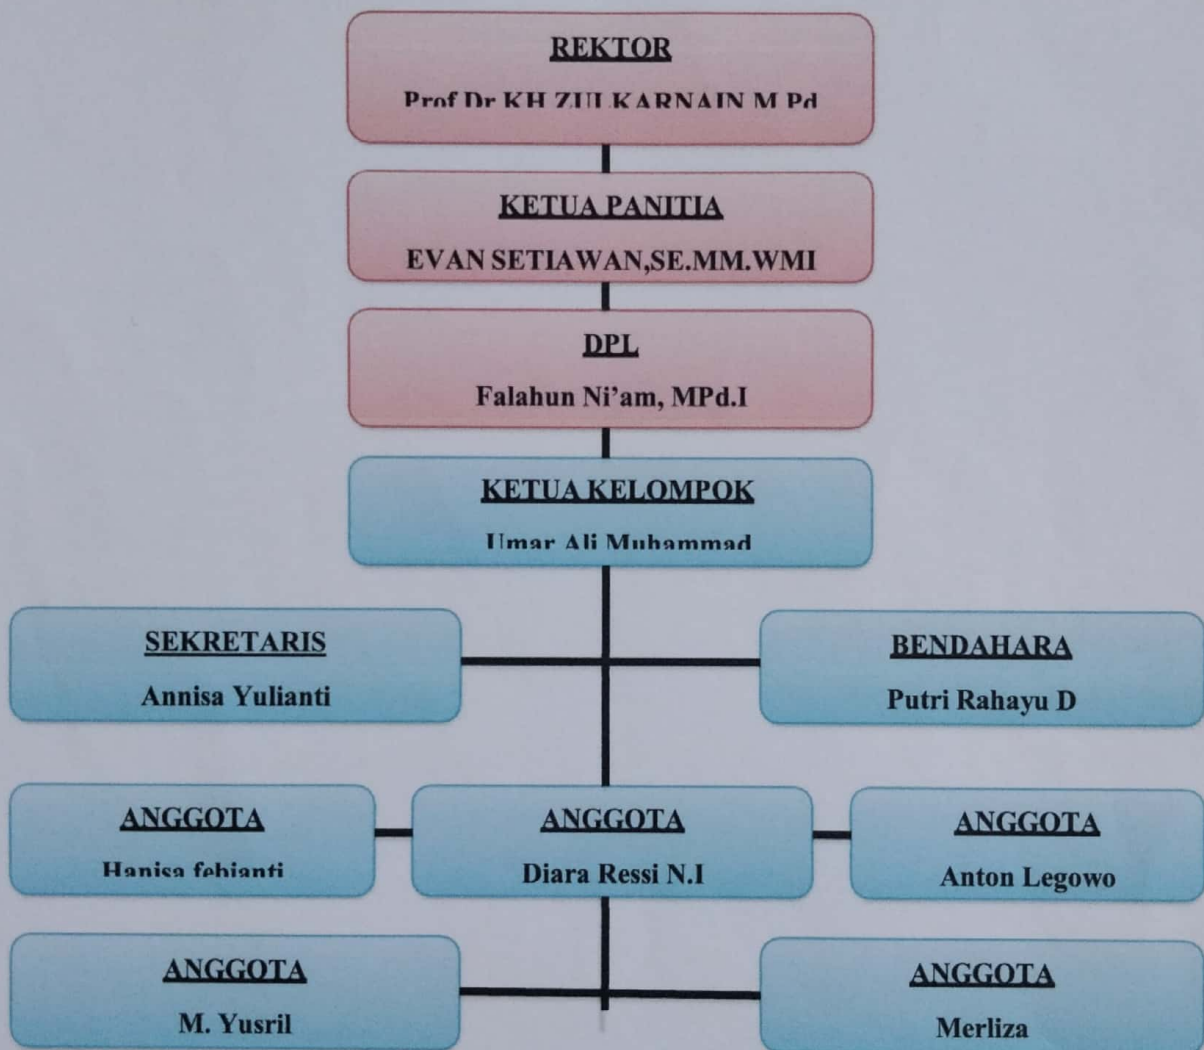 REKTOR
Prof Dr KH ZULKARNAIN M Pd
KETUA PANITIA
EVAN SETIAWAN,SE.MM.WMI
DPL
Falahun Ni’am, MPd.I
KETUA KELOMPOK
Umar Ali Muhammad
SEKRETARIS
Annisa Yulianti
BENDAHARA
Putri Rahayu D
ANGGOTA
Hanisa febianti
ANGGOTA
Diara Ressi N.I
ANGGOTA
Anton Legowo
ANGGOTA
M. Yusril
ANGGOTA
Merliza